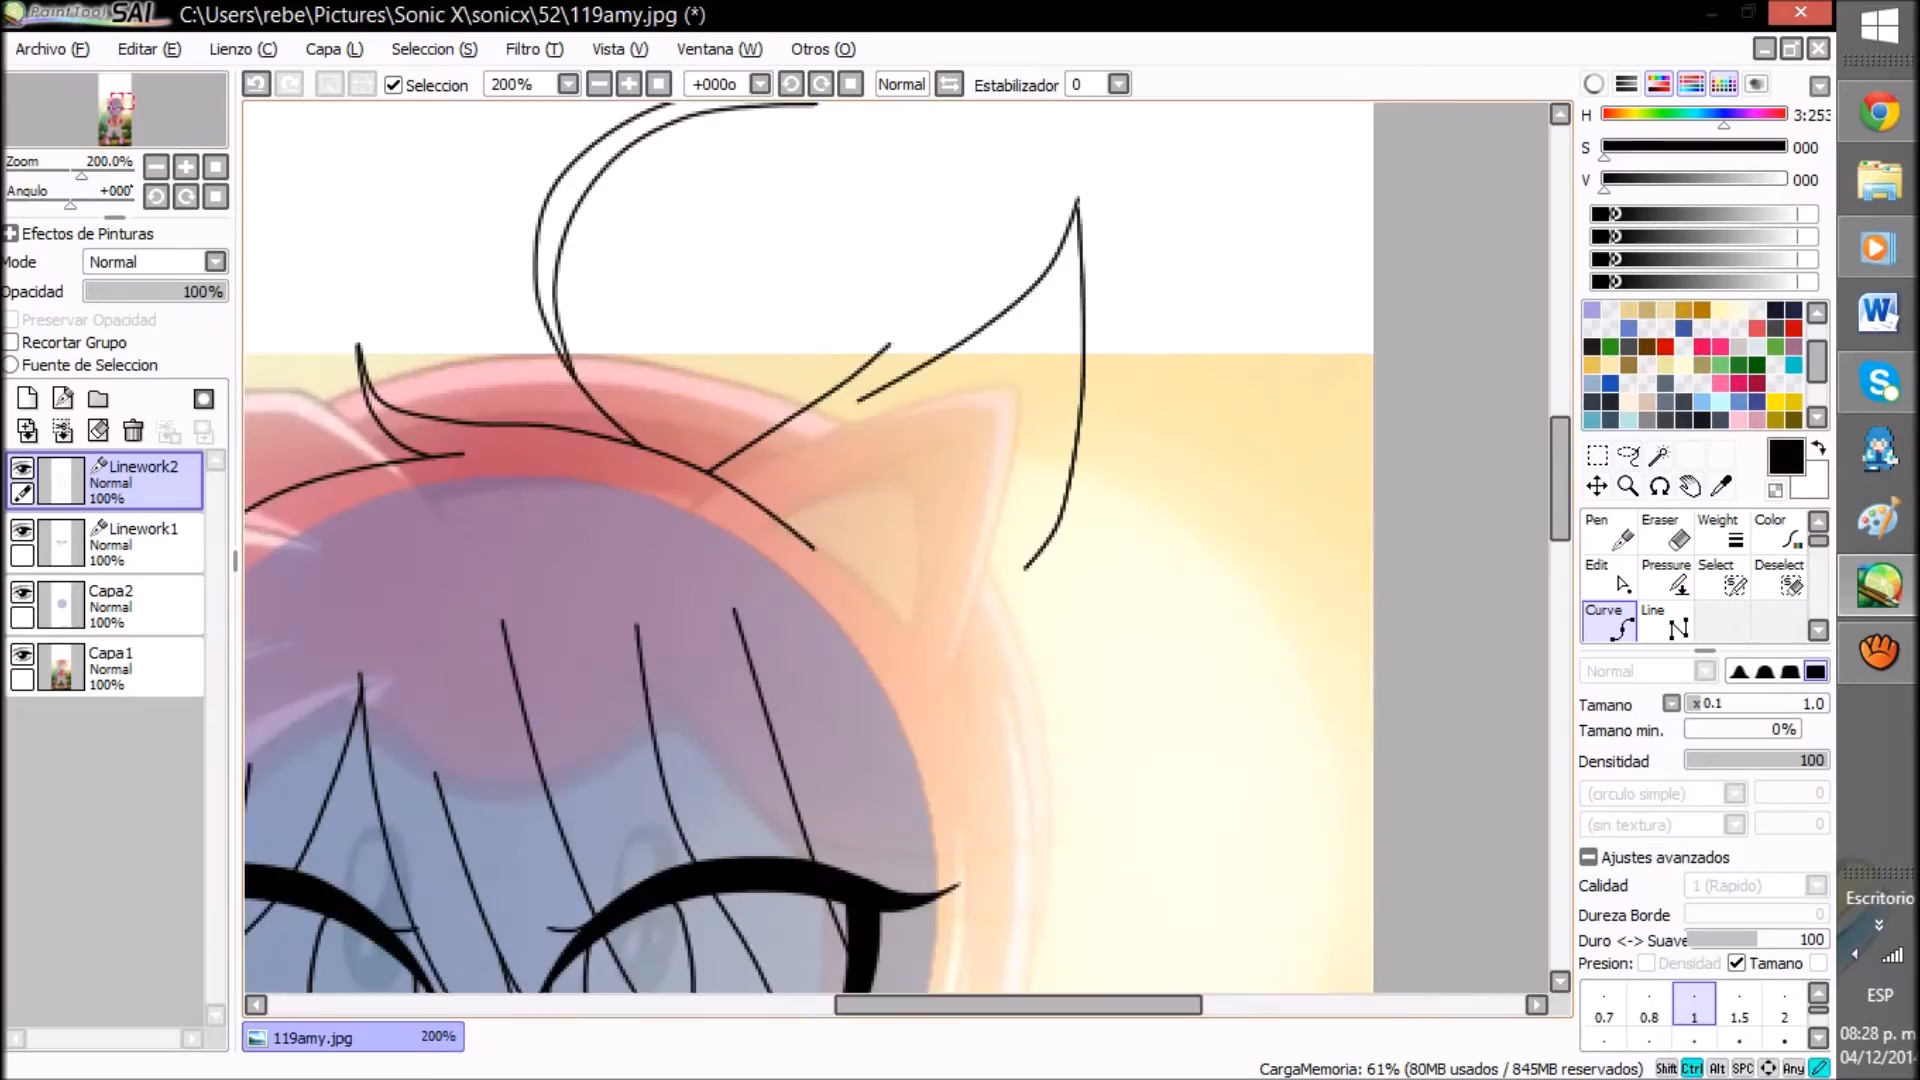 PaintTool SAI C:\Users\rebe\Pictures\Sonic X\sonicx\52\119amy.jpg (*)
Archivo (F) Editar (E) Lienzo (C) Capa (L) Seleccion (S) Filtro (T) Vista (V) Ventana (W) Otros (O)
Seleccion 200% +000o Normal Estabilizador 0
Zoom 200.0%
Angulo +000°
Efectos de Pinturas
Mode Normal
Opacidad 100%
Preservar Opacidad
Recortar Grupo
Fuente de Seleccion
Linework2
Normal
100%
Linework1
Normal
100%
Capa2
Normal
100%
Capa1
Normal
100%
H 3:253
S 000
V 000
Pen Eraser Weight Color
Edit Pressure Select Deselect
Curve Line
Normal
Tamano x 0.1 1.0
Tamano min. 0%
Densitidad 100
(circulo simple) 0
(sin textura) 0
Ajustes avanzados
Calidad 1 (Rapido)
Dureza Borde 0
Duro <-> Suave 100
Presion: Densidad Tamano
0.7 0.8 1 1.5 2
119amy.jpg 200%
CargaMemoria: 61% (80MB usados / 845MB reservados) Shift Ctrl Alt SPC Any
Escritorio
ESP
08:28 p. m
04/12/201